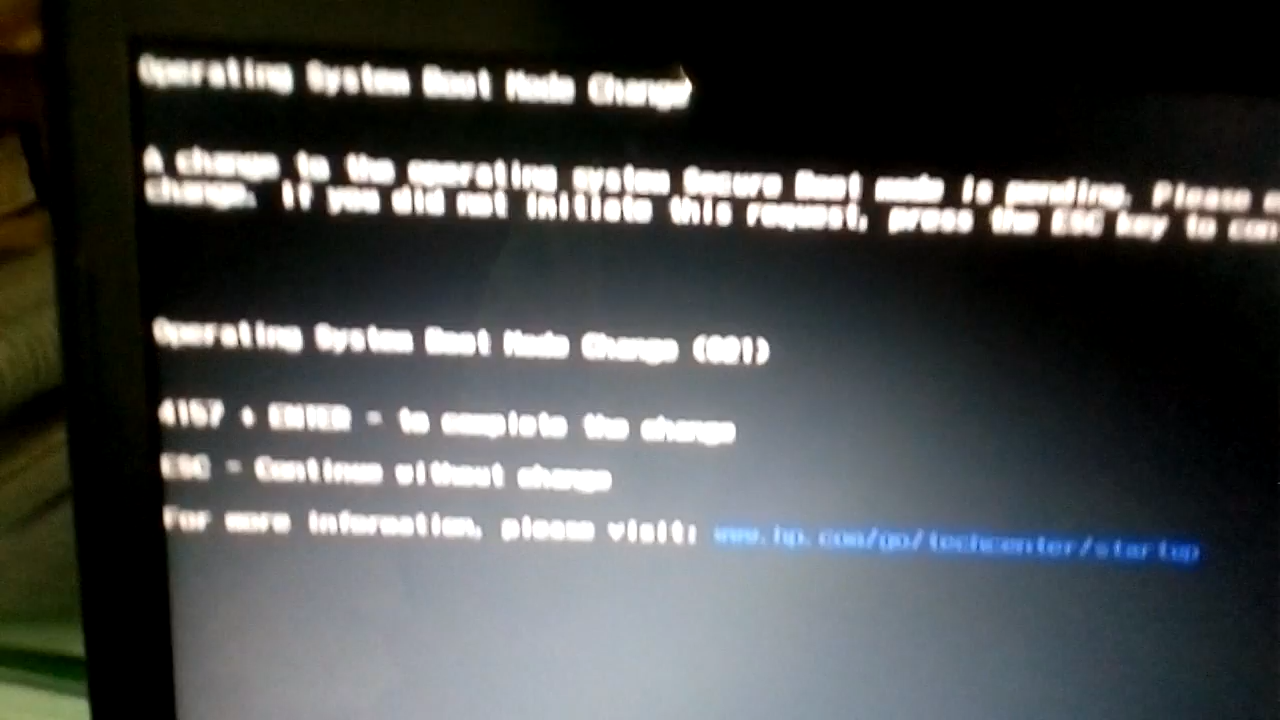 Operating System Boot Mode Change
A change to the operating system Secure Boot mode is pending. Please
change. If you did not initiate this request, press the ESC key to
Operating System Boot Mode Change (021)
4157 + ENTER - to complete the change
ESC - Continue without change
For more information, please visit: www.hp.com/go/techcenter/startup